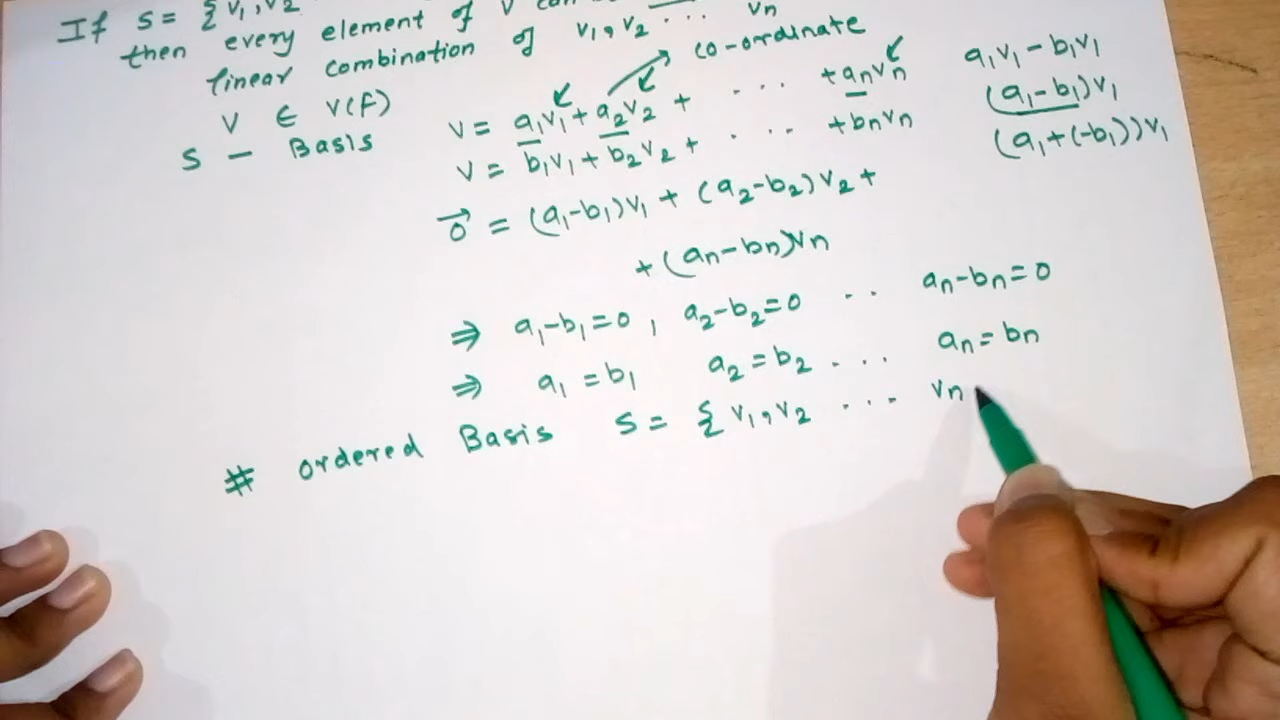 If S = { v₁, v₂
then every element of V can
linear combination of v₁, v₂ ... vn
V ∈ V(F)
S - Basis
co-ordinate
v = a₁v₁ + a₂v₂ + ... + anvn
v = b₁v₁ + b₂v₂ + ... + bnvn
0⃗ = (a₁-b₁)v₁ + (a₂-b₂)v₂ +
+ (an-bn)vn
⇒ a₁-b₁=0, a₂-b₂=0 .. an-bn=0
⇒ a₁=b₁ a₂=b₂ ... an=bn
# ordered Basis S = { v₁, v₂ ... vn
a₁v₁ - b₁v₁
(a₁-b₁)v₁
(a₁+(-b₁))v₁